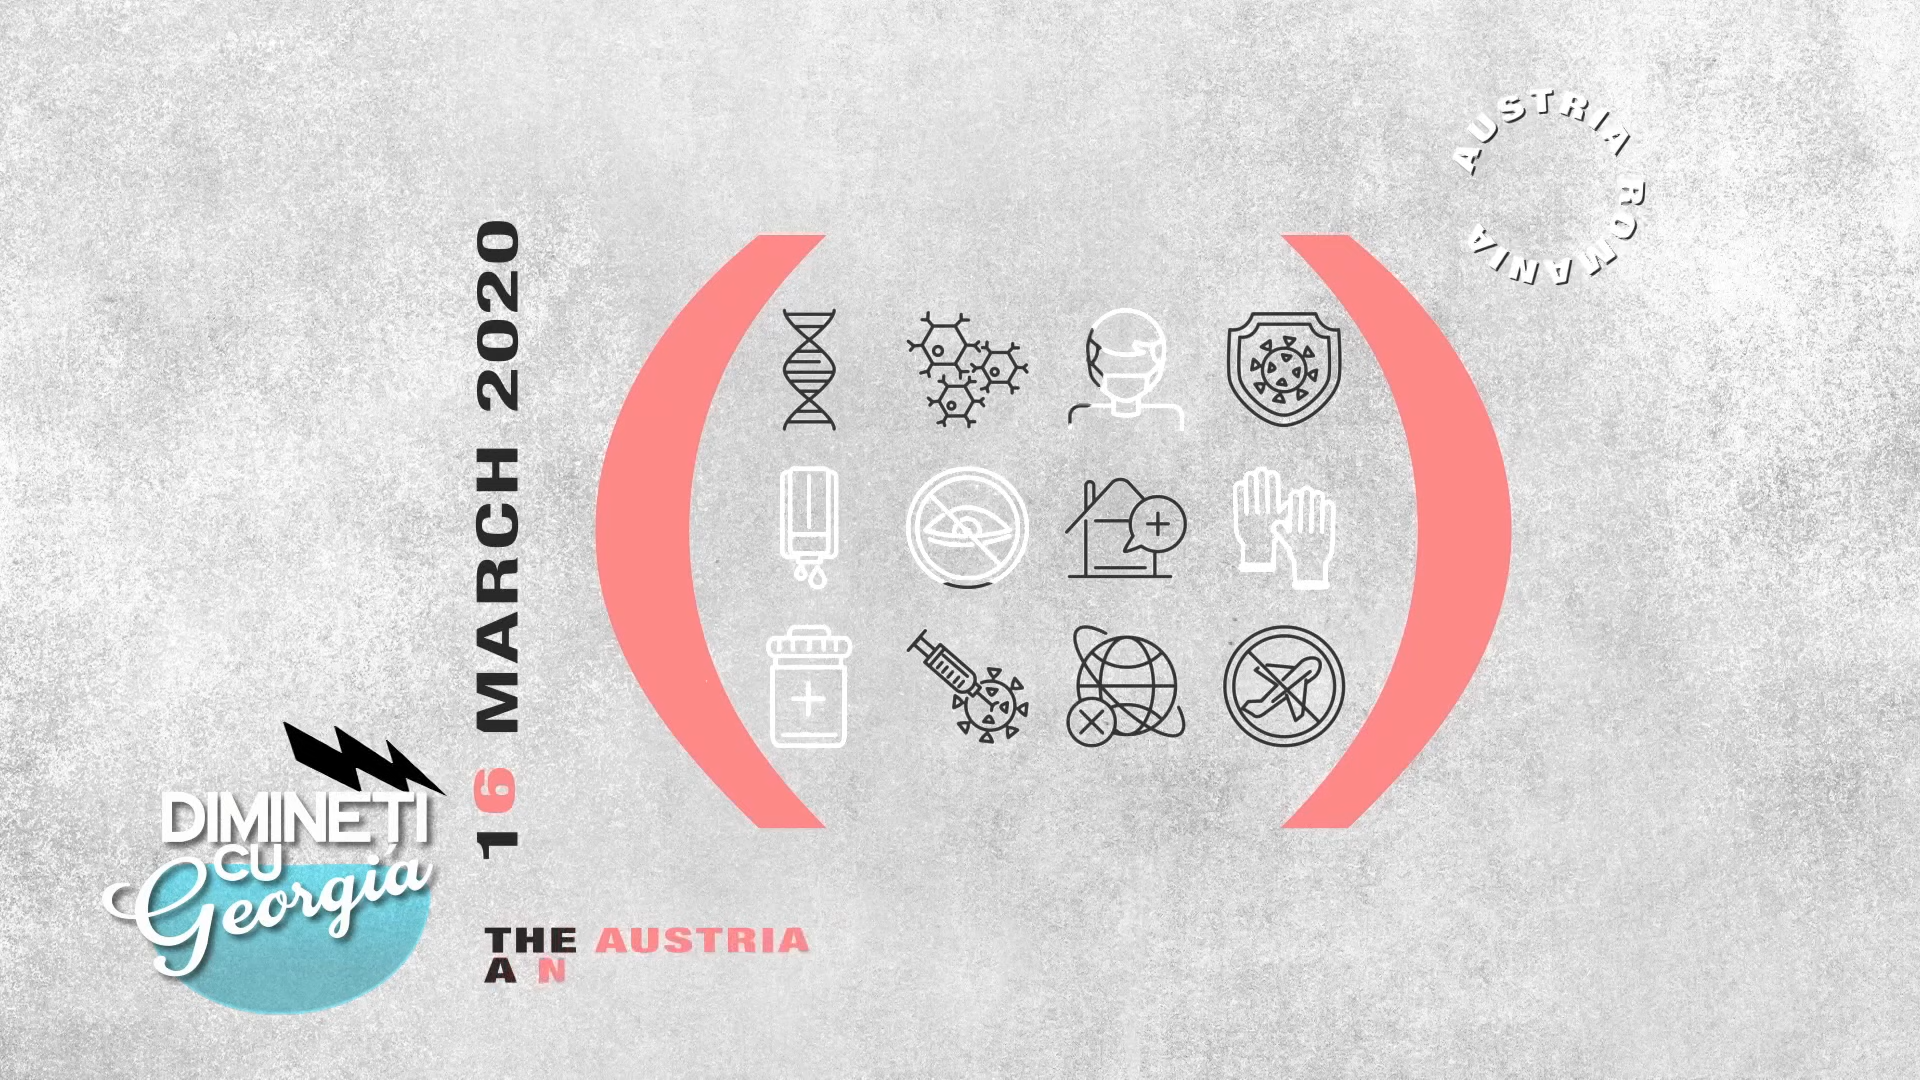 AUSTRIA ROMANIA
16 MARCH 2020
DIMINEȚI
CU
Georgia
THE AUSTRIA
A N